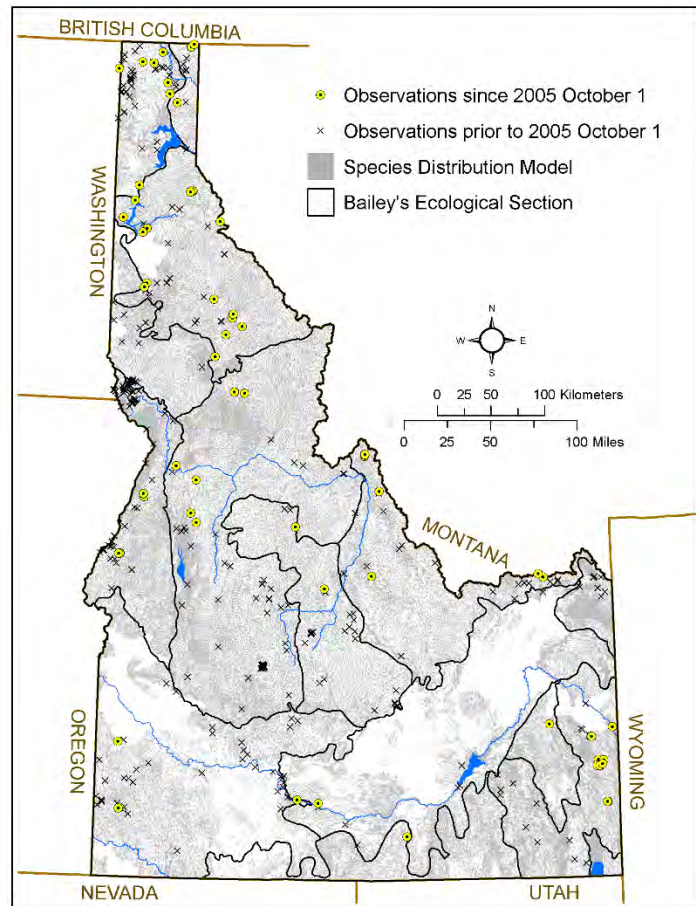 BRITISH COLUMBIA
Observations since 2005 October 1
Observations prior to 2005 October 1
Species Distribution Model
Bailey's Ecological Section
WASHINGTON
N
W E
S
0 25 50 100 Kilometers
0 25 50 100 Miles
MONTANA
OREGON
WYOMING
NEVADA UTAH